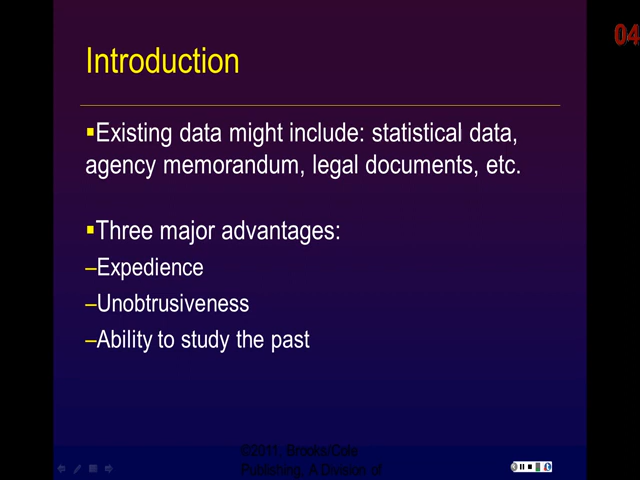 04
Introduction
▪Existing data might include: statistical data,
agency memorandum, legal documents, etc.
▪Three major advantages:
–Expedience
–Unobtrusiveness
–Ability to study the past
©2011, Brooks/Cole
Publishing, A Division of